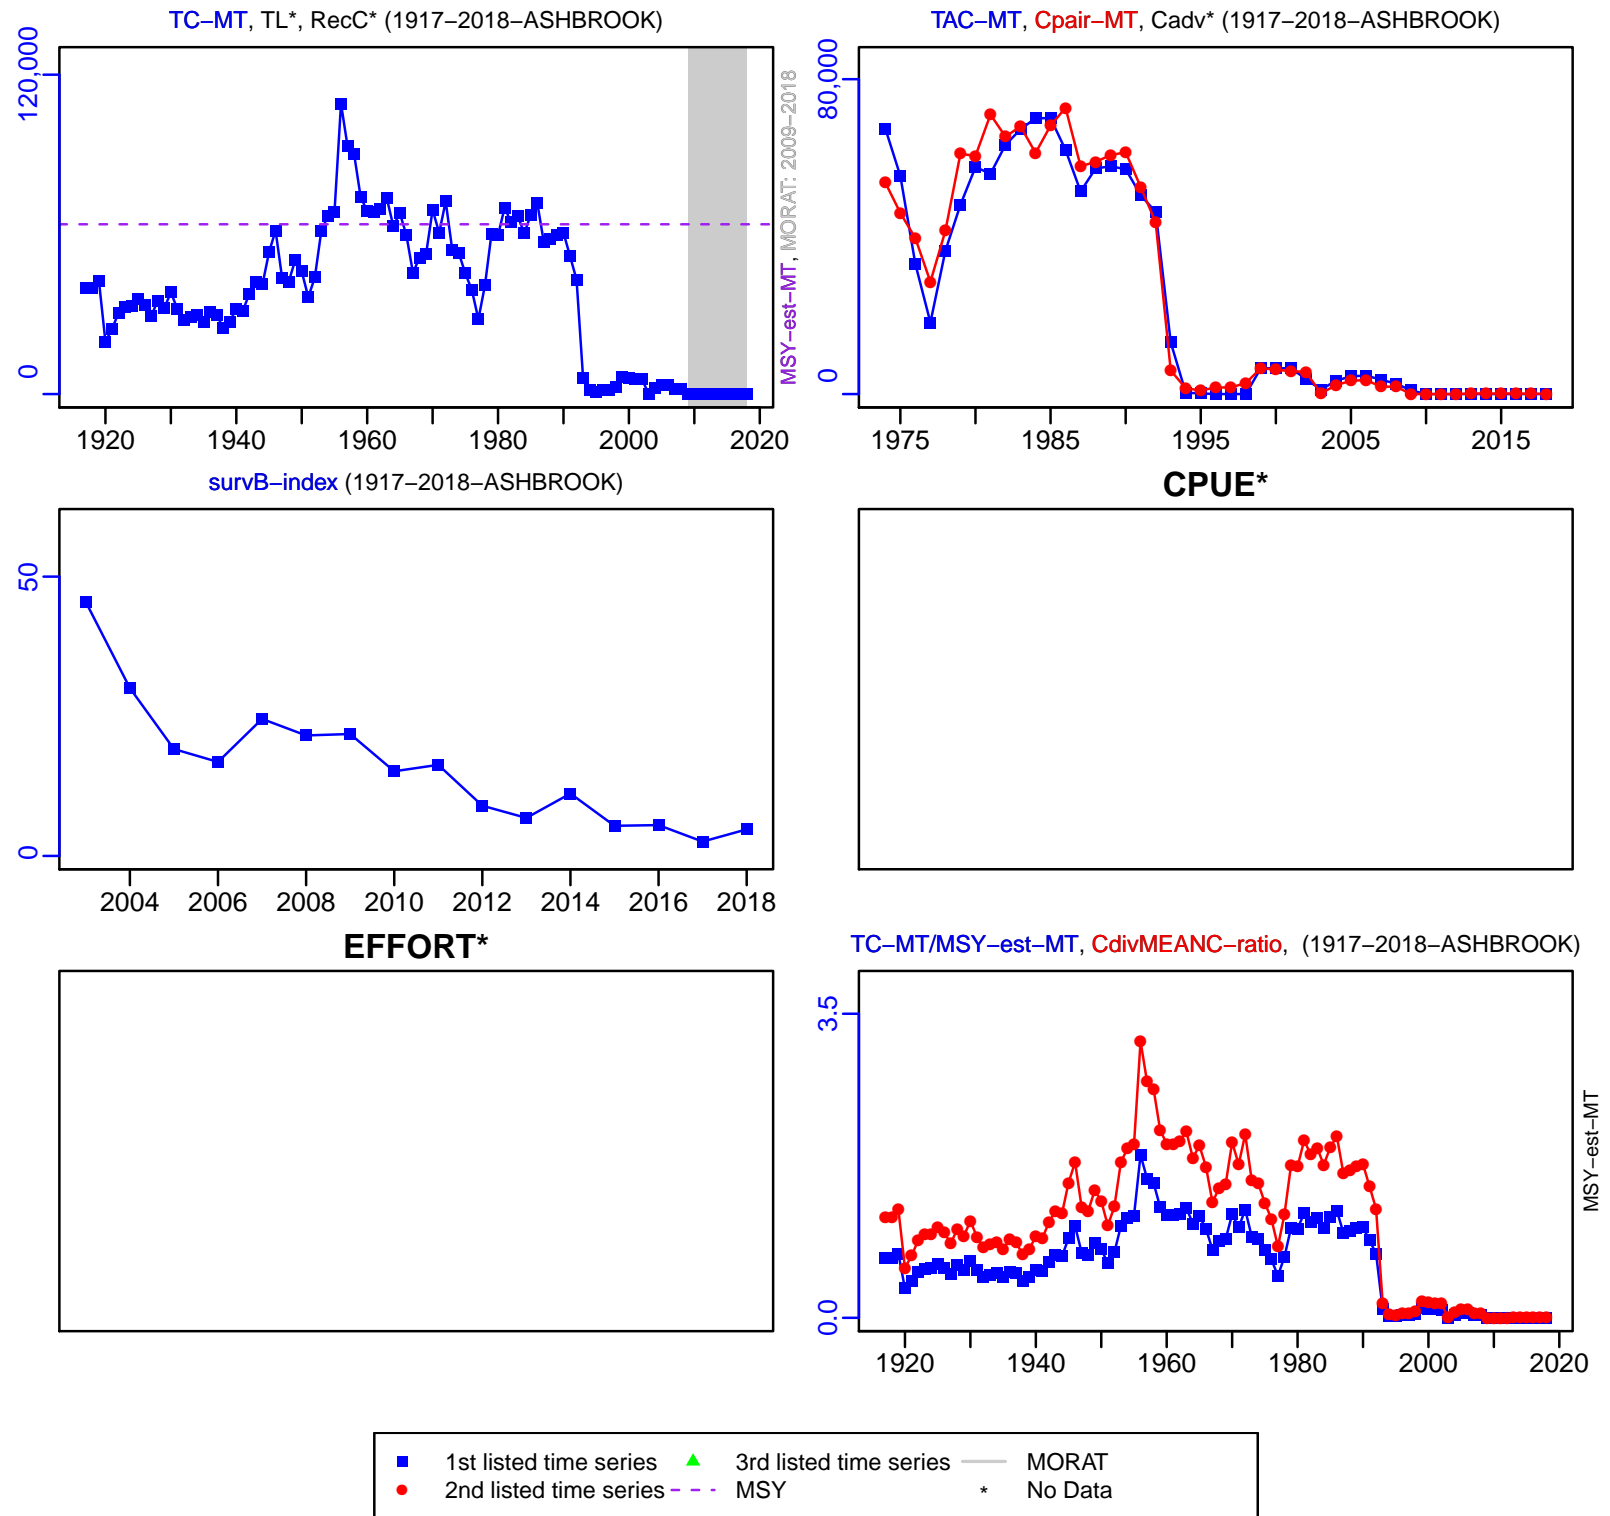 TC−MT, TL*, RecC* (1917−2018−ASHBROOK)
120,000
0
MSY−est−MT, MORAT: 2009−2018
1920 1940 1960 1980 2000 2020
TAC−MT, Cpair−MT, Cadv* (1917−2018−ASHBROOK)
80,000
0
1975 1985 1995 2005 2015
survB−index (1917−2018−ASHBROOK)
50
0
2004 2006 2008 2010 2012 2014 2016 2018
CPUE*
EFFORT*
TC−MT/MSY−est−MT, CdivMEANC−ratio, (1917−2018−ASHBROOK)
3.5
0.0
MSY−est−MT
1920 1940 1960 1980 2000 2020
1st listed time series 3rd listed time series MORAT
2nd listed time series MSY * No Data